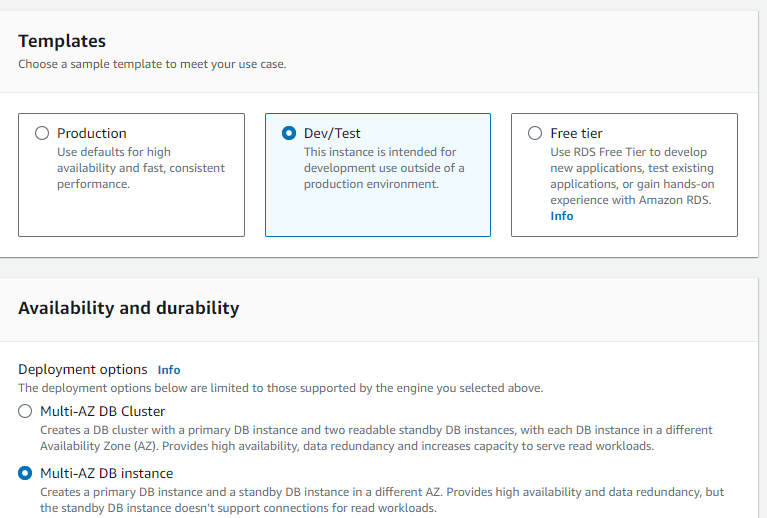 Templates
Choose a sample template to meet your use case.
Production
Use defaults for high
availability and fast, consistent
performance.
Dev/Test
This instance is intended for
development use outside of a
production environment.
Free tier
Use RDS Free Tier to develop
new applications, test existing
applications, or gain hands-on
experience with Amazon RDS.
Info
Availability and durability
Deployment options Info
The deployment options below are limited to those supported by the engine you selected above.
Multi-AZ DB Cluster
Creates a DB cluster with a primary DB instance and two readable standby DB instances, with each DB instance in a different
Availability Zone (AZ). Provides high availability, data redundancy and increases capacity to serve read workloads.
Multi-AZ DB instance
Creates a primary DB instance and a standby DB instance in a different AZ. Provides high availability and data redundancy, but
the standby DB instance doesn't support connections for read workloads.